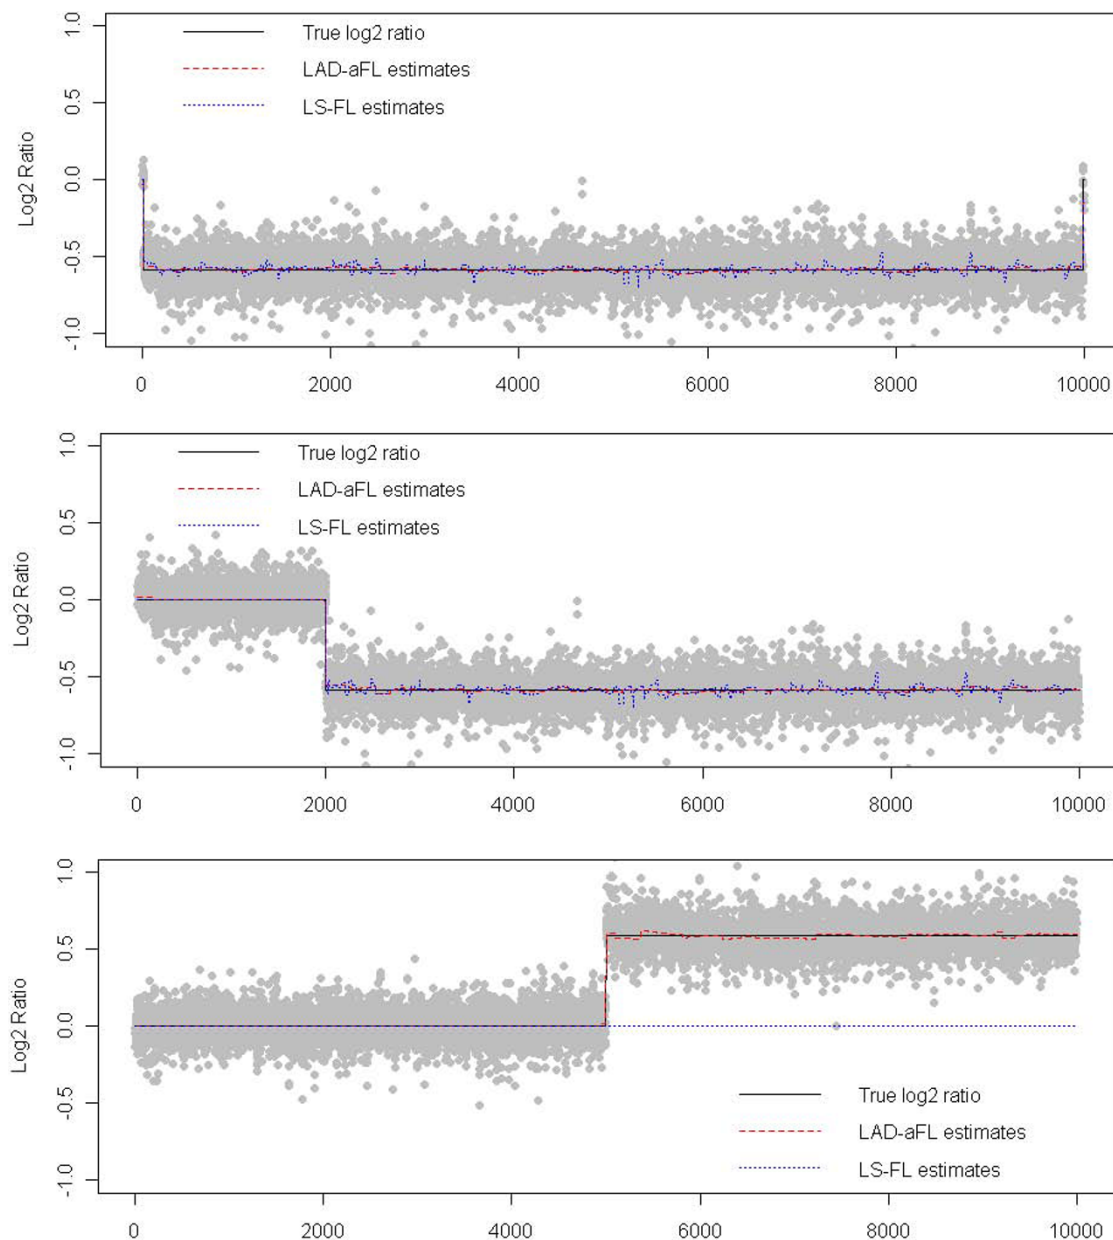 1.0
True log2 ratio
LAD-aFL estimates
0.5
LS-FL estimates
Log2 Ratio
0.0
-0.5
-1.0
0 2000 4000 6000 8000 10000
1.0
True log2 ratio
LAD-aFL estimates
0.5
LS-FL estimates
Log2 Ratio
0.0
-0.5
-1.0
0 2000 4000 6000 8000 10000
1.0
0.5
Log2 Ratio
0.0
-0.5
True log2 ratio
LAD-aFL estimates
LS-FL estimates
-1.0
0 2000 4000 6000 8000 10000